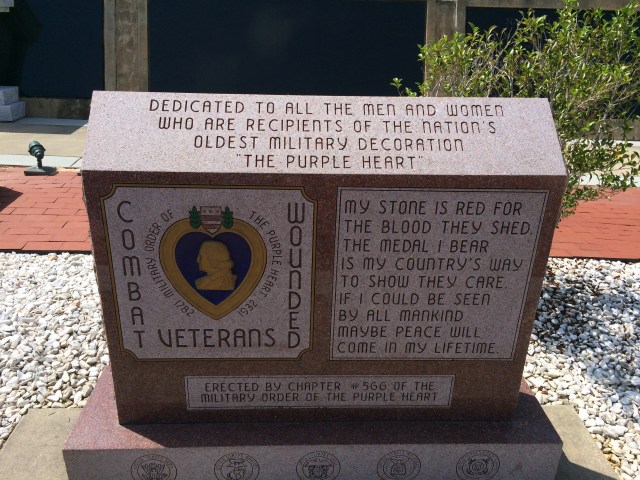 DEDICATED TO ALL THE MEN AND WOMEN
WHO ARE RECIPIENTS OF THE NATION'S
OLDEST MILITARY DECORATION
"THE PURPLE HEART"
COMBAT
WOUNDED
VETERANS
MILITARY ORDER OF
THE PURPLE HEART
1782
1932
MY STONE IS RED FOR
THE BLOOD THEY SHED.
THE MEDAL I BEAR
IS MY COUNTRY'S WAY
TO SHOW THEY CARE.
IF I COULD BE SEEN
BY ALL MANKIND
MAYBE PEACE WILL
COME IN MY LIFETIME.
ERECTED BY CHAPTER #566 OF THE
MILITARY ORDER OF THE PURPLE HEART